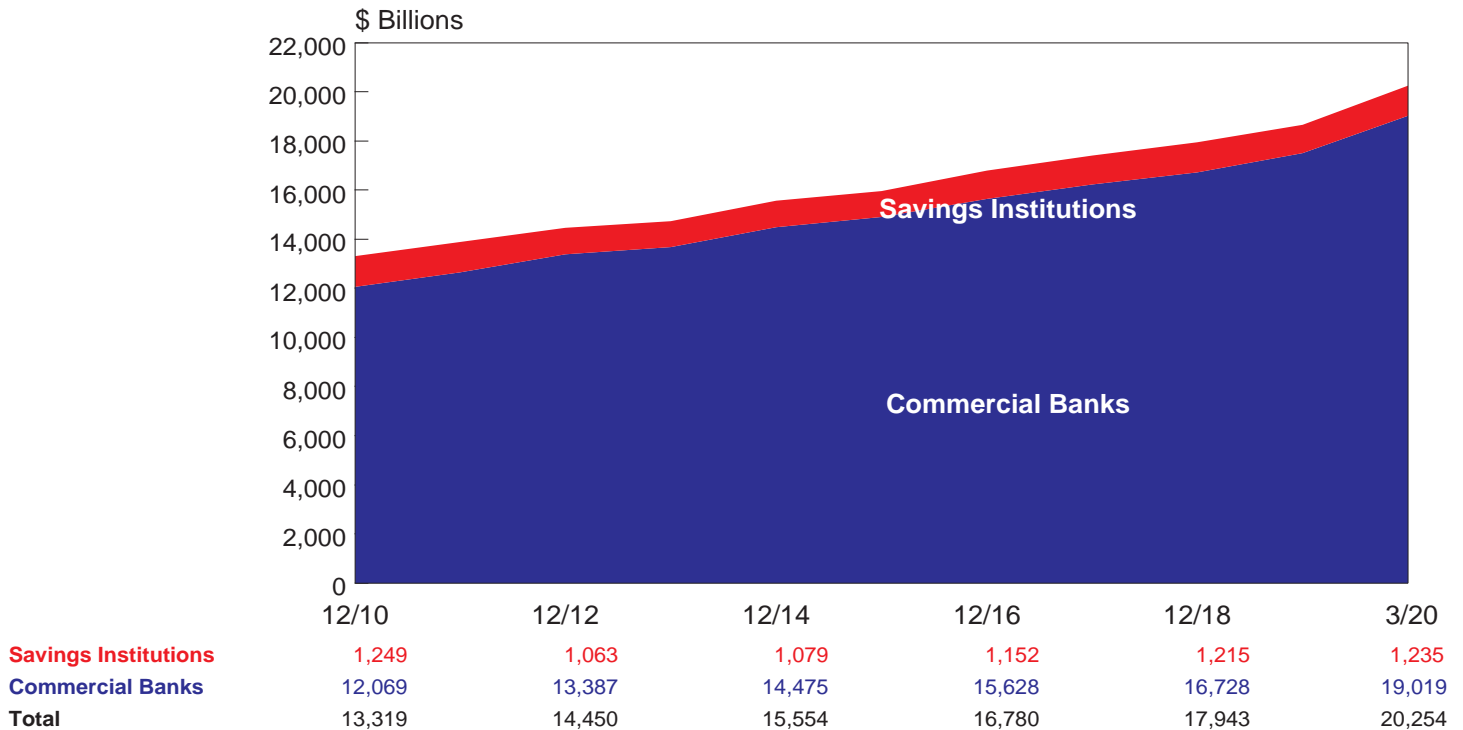 $ Billions
22,000
20,000
18,000
16,000
14,000
12,000
10,000
8,000
6,000
4,000
2,000
0
Savings Institutions
Commercial Banks
12/10 12/12 12/14 12/16 12/18 3/20
Savings Institutions 1,249 1,063 1,079 1,152 1,215 1,235
Commercial Banks 12,069 13,387 14,475 15,628 16,728 19,019
Total 13,319 14,450 15,554 16,780 17,943 20,254